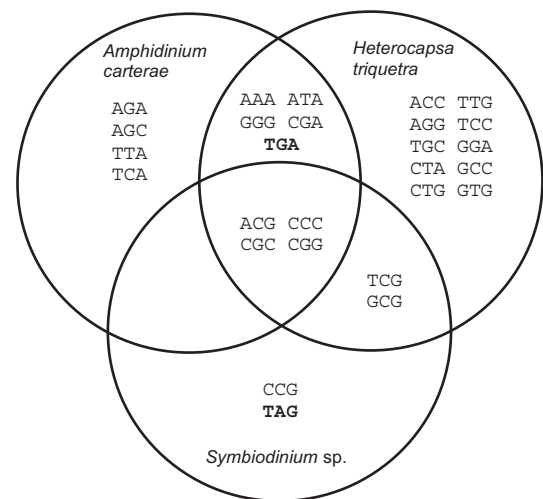 Amphidinium
carterae
AGA
AGC
TTA
TCA
AAA ATA
GGG CGA
TGA
Heterocapsa
triquetra
ACC TTG
AGG TCC
TGC GGA
CTA GCC
CTG GTG
ACG CCC
CGC CGG
TCG
GCG
CCG
TAG
Symbiodinium sp.